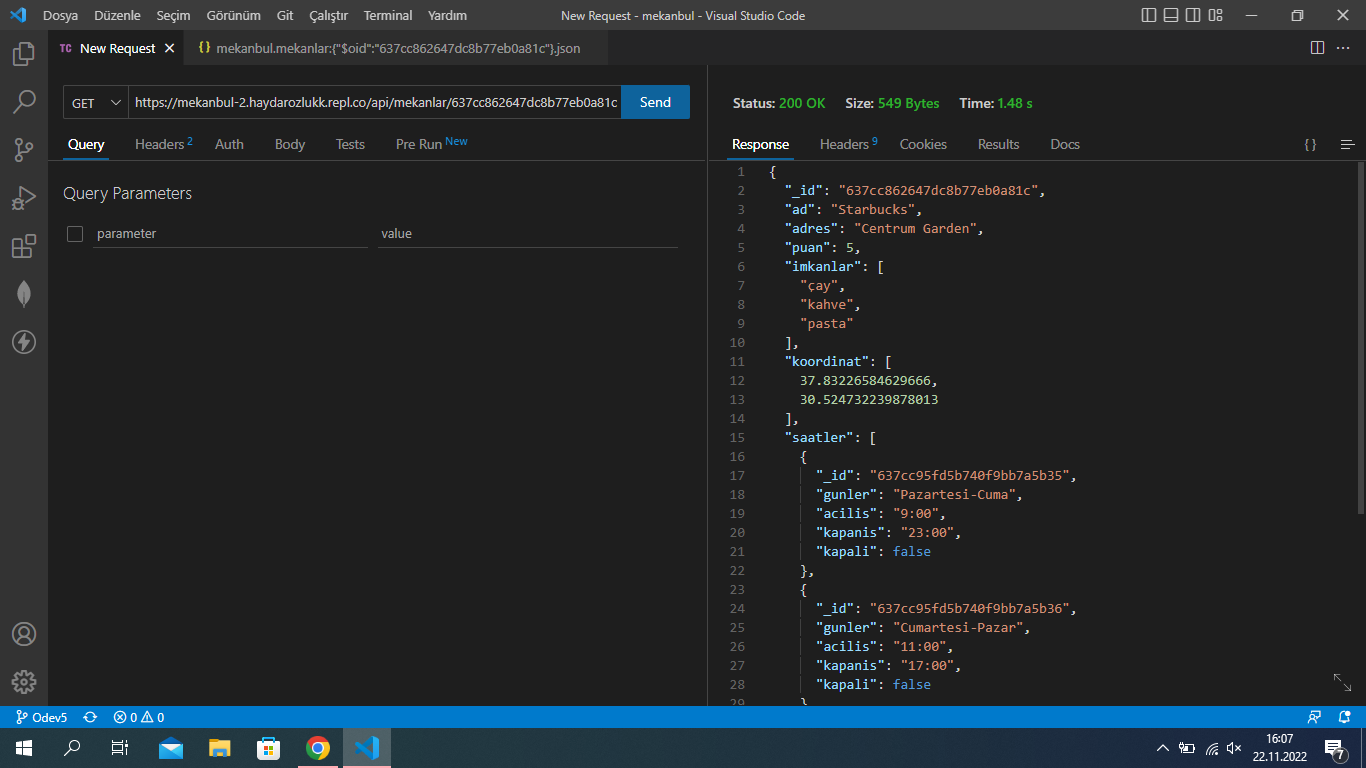 Dosya Düzenle Seçim Görünüm Git Çalıştır Terminal Yardım New Request - mekanbul - Visual Studio Code
TC New Request {} mekanbul.mekanlar:{"$oid":"637cc862647dc8b77eb0a81c"}.json
GET https://mekanbul-2.haydarozlukk.repl.co/api/mekanlar/637cc862647dc8b77eb0a81c Send
Query Headers 2 Auth Body Tests Pre Run New
Query Parameters
parameter value
Status: 200 OK Size: 549 Bytes Time: 1.48 s
Response Headers 9 Cookies Results Docs {}
1 {
2 "_id": "637cc862647dc8b77eb0a81c",
3 "ad": "Starbucks",
4 "adres": "Centrum Garden",
5 "puan": 5,
6 "imkanlar": [
7 "çay",
8 "kahve",
9 "pasta"
10 ],
11 "koordinat": [
12 37.83226584629666,
13 30.524732239878013
14 ],
15 "saatler": [
16 {
17 "_id": "637cc95fd5b740f9bb7a5b35",
18 "gunler": "Pazartesi-Cuma",
19 "acilis": "9:00",
20 "kapanis": "23:00",
21 "kapali": false
22 },
23 {
24 "_id": "637cc95fd5b740f9bb7a5b36",
25 "gunler": "Cumartesi-Pazar",
26 "acilis": "11:00",
27 "kapanis": "17:00",
28 "kapali": false
29 }
Odev5 0 0
16:07
22.11.2022
7